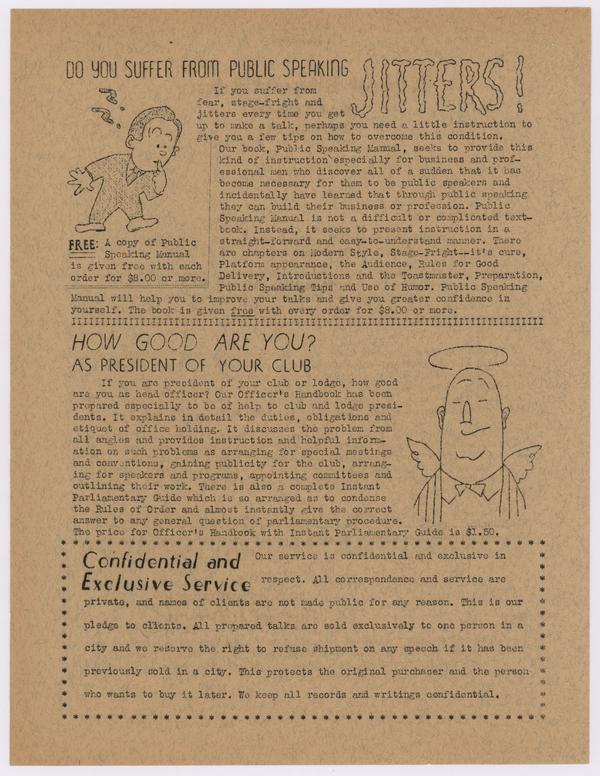 DO YOU SUFFER FROM PUBLIC SPEAKING JITTERS!
If you suffer from
fear, stage-fright and
jitters every time you get
up to make a talk, perhaps you need a little instruction to
give you a few tips on how to overcome this condition.
Our book, Public Speaking Manual, seeks to provide this
kind of instruction especially for business and prof-
essional men who discover all of a sudden that it has
become necessary for them to be public speakers and
incidentally have learned that through public speaking
they can build their business or profession. Public
Speaking Manual is not a difficult or complicated text-
book. Instead, it seeks to present instruction in a
straight-forward and easy-to-understand manner. There
are chapters on Modern Style, Stage-Fright--it's cure,
Platform appearance, the Audience, Rules for Good
Delivery, Introductions and the Toastmaster, Preparation,
Public Speaking Tips and Use of Humor. Public Speaking
FREE: A copy of Public
Speaking Manual
is given free with each
order for $8.00 or more.
Manual will help you to improve your talks and give you greater confidence in
yourself. The book is given free with every order for $8.00 or more.
HOW GOOD ARE YOU?
AS PRESIDENT OF YOUR CLUB
If you are president of your club or lodge, how good
are you as head officer? Our Officer's Handbook has been
prepared especially to be of help to club and lodge presi-
dents. It explains in detail the duties, obligations and
etiquet of office holding. It discusses the problem from
all angles and provides instruction and helpful inform-
ation on such problems as arranging for special meetings
and conventions, gaining publicity for the club, arrang-
ing for speakers and programs, appointing committees and
outlining their work. There is also a complete Instant
Parliamentary Guide which is so arranged as to condense
the Rules of Order and almost instantly give the correct
answer to any general question of parliamentary procedure.
The price for Officer's Handbook with Instant Parliamentary Guide is $1.50.
Confidential and
Exclusive Service
Our service is confidential and exclusive in
respect. All correspondence and service are
private, and names of clients are not made public for any reason. This is our
pledge to clients. All prepared talks are sold exclusively to one person in a
city and we reserve the right to refuse shipment on any speech if it has been
previously sold in a city. This protects the original purchaser and the person
who wants to buy it later. We keep all records and writings confidential.